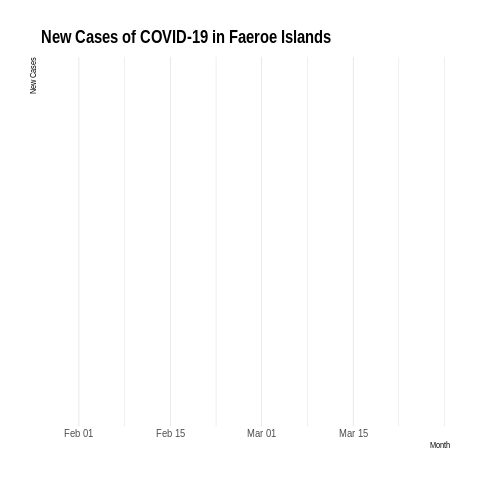 New Cases of COVID-19 in Faeroe Islands
New Cases
Feb 01
Feb 15
Mar 01
Mar 15
Month